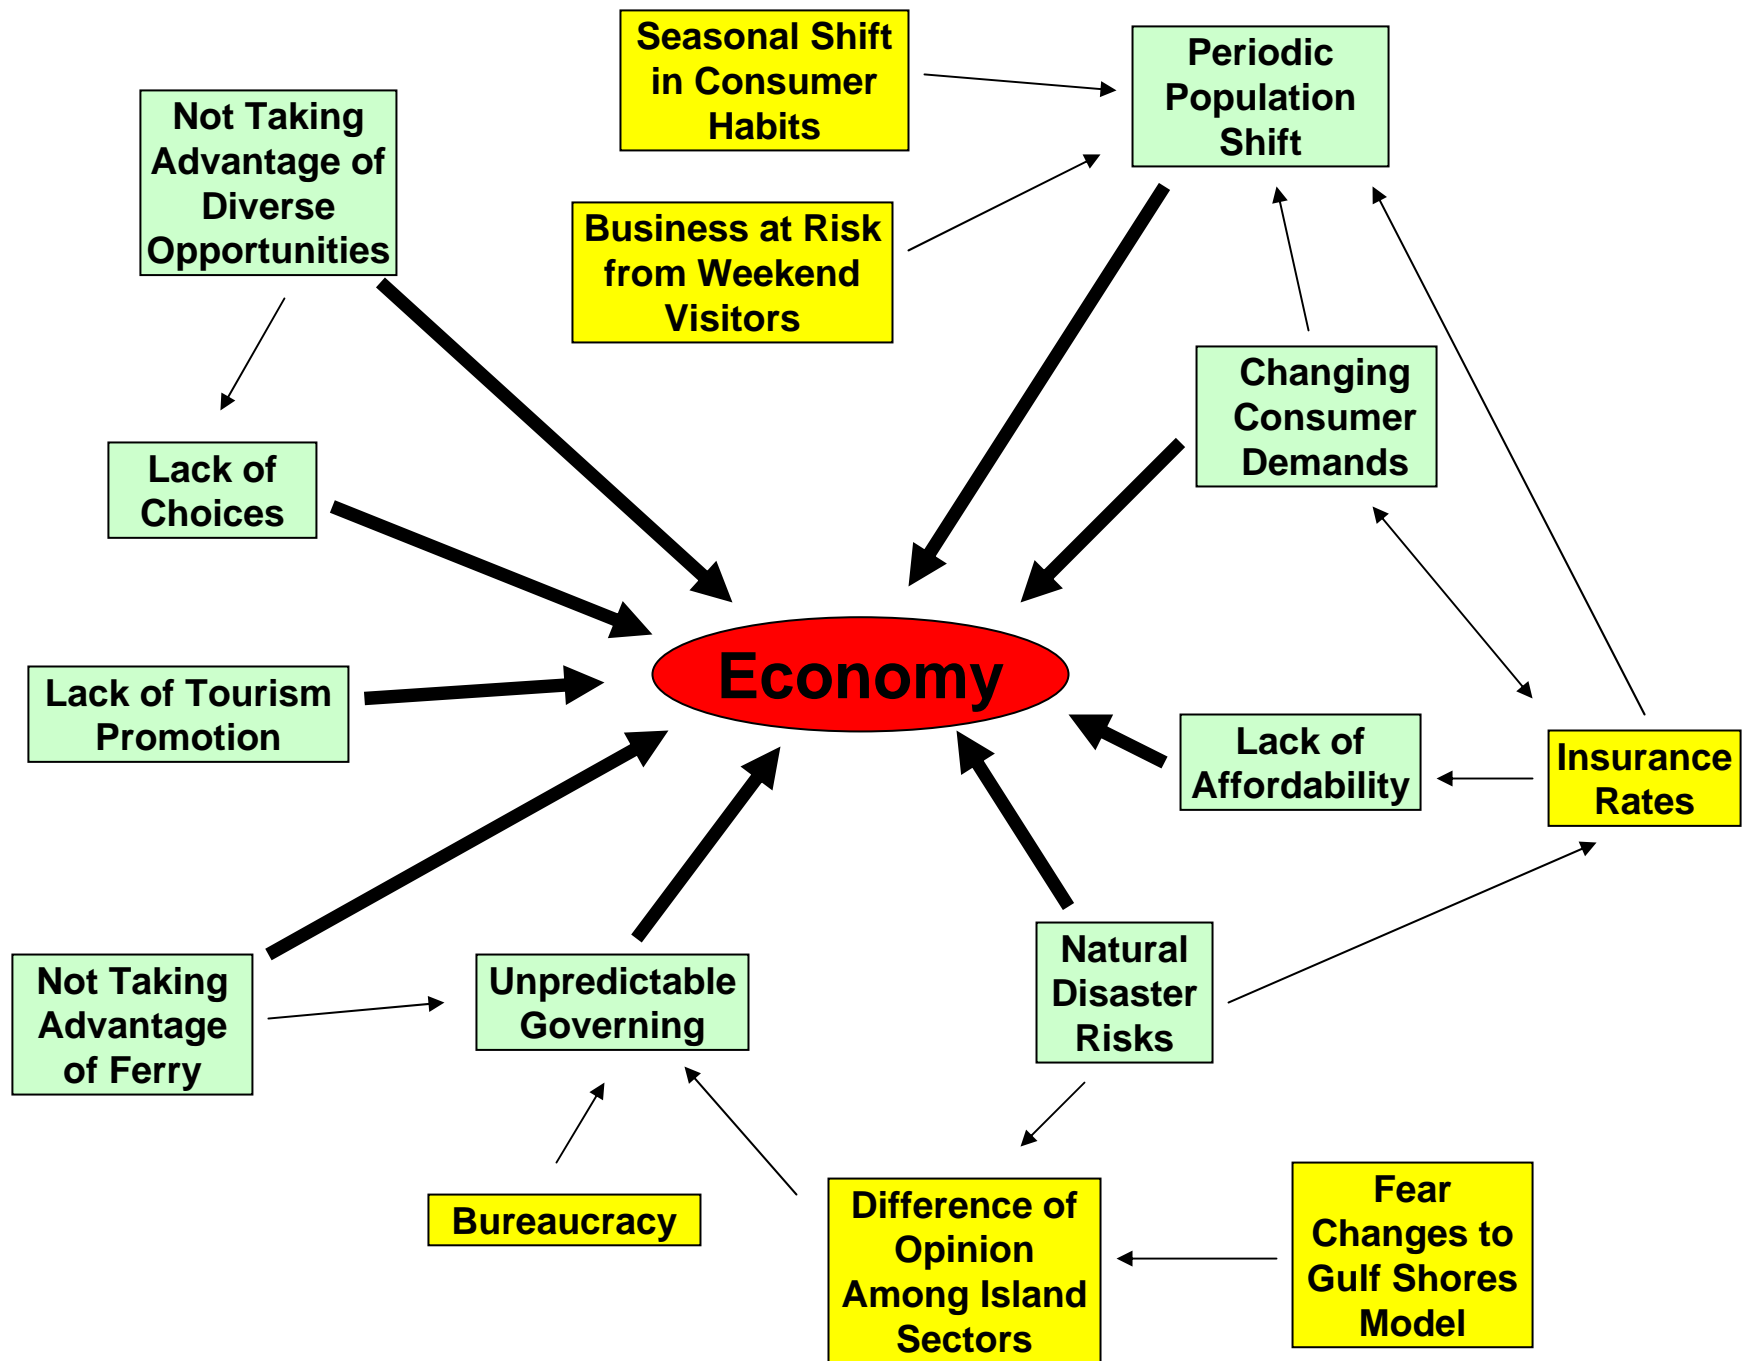 Seasonal Shift
in Consumer
Habits
Periodic
Population
Shift
Not Taking
Advantage of
Diverse
Opportunities
Business at Risk
from Weekend
Visitors
Changing
Consumer
Demands
Lack of
Choices
Economy
Lack of Tourism
Promotion
Lack of
Affordability
Insurance
Rates
Not Taking
Advantage
of Ferry
Unpredictable
Governing
Natural
Disaster
Risks
Bureaucracy
Difference of
Opinion
Among Island
Sectors
Fear
Changes to
Gulf Shores
Model